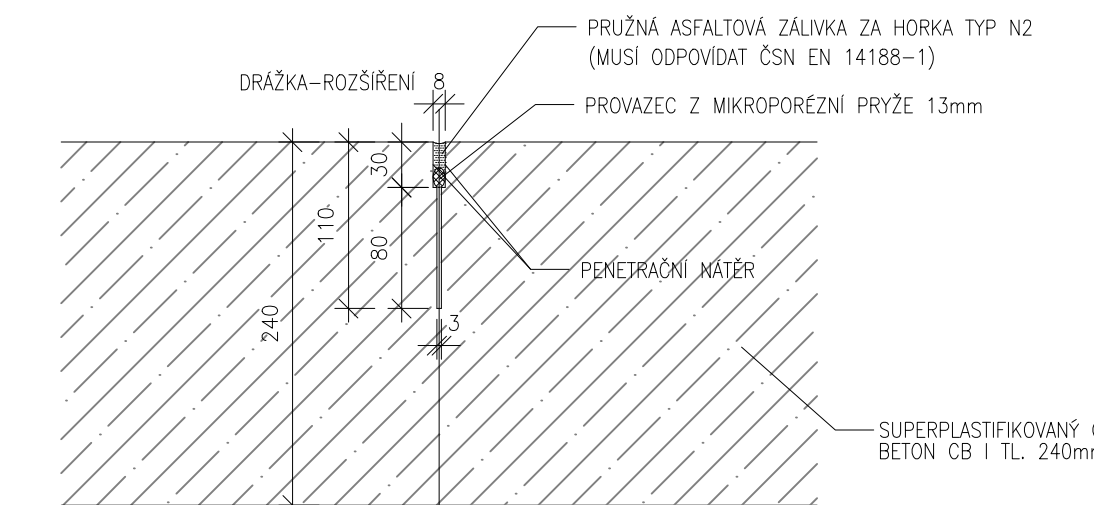 PRUŽNÁ ASFALTOVÁ ZÁLIVKA ZA HORKA TYP N2
(MUSÍ ODPOVÍDAT ČSN EN 14188-1)
DRÁŽKA-ROZŠÍŘENÍ 8
PROVAZEC Z MIKROPORÉZNÍ PRYŽE 13mm
30
110
80
PENETRAČNÍ NÁTĚR
240
3
SUPERPLASTIFIKOVANÝ
BETON CB I TL. 240mm